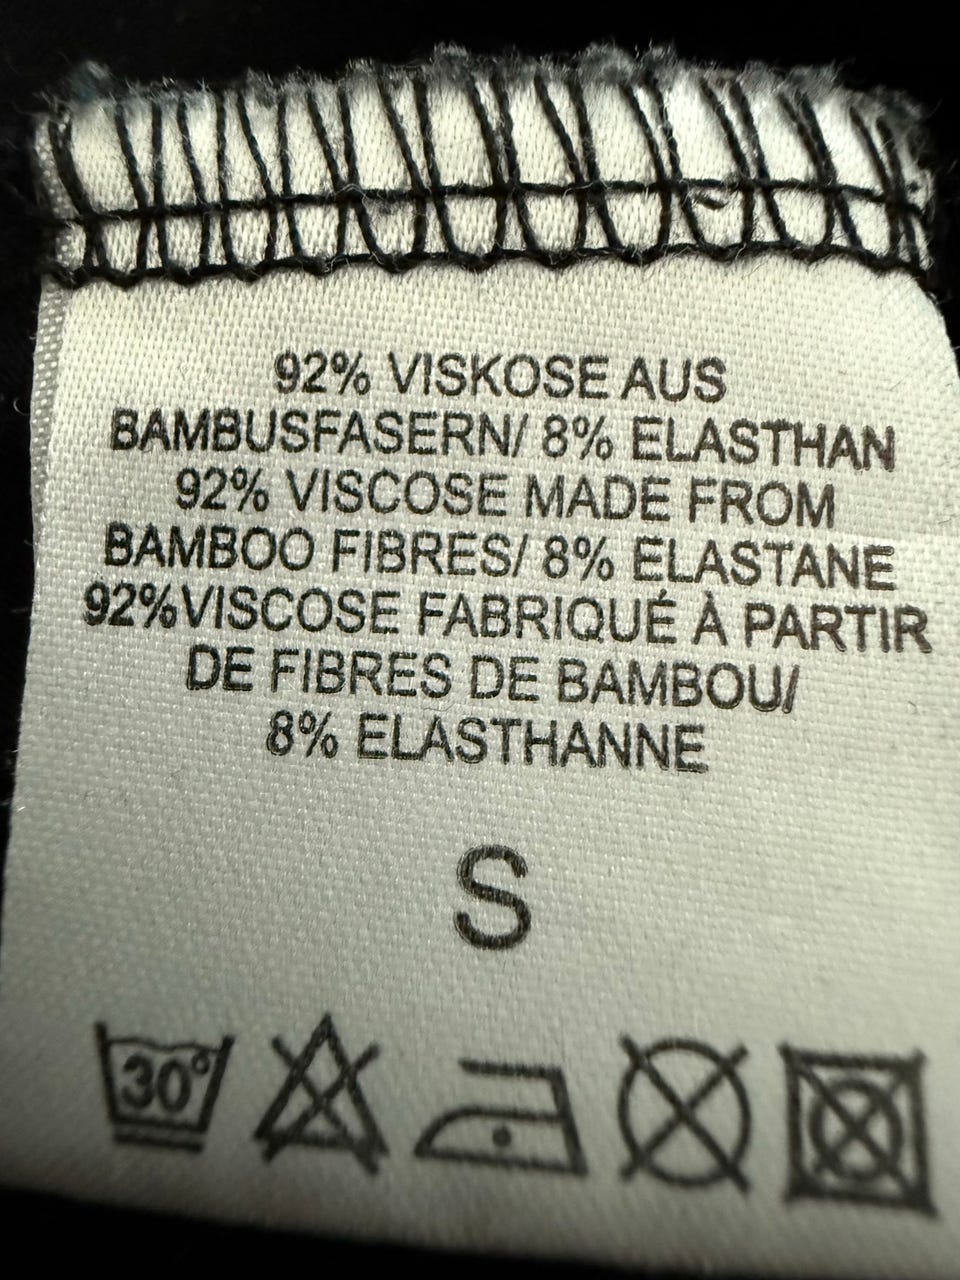 92% VISKOSE AUS
BAMBUSFASERN/ 8% ELASTHAN
92% VISCOSE MADE FROM
BAMBOO FIBRES/ 8% ELASTANE
92%VISCOSE FABRIQUÉ À PARTIR
DE FIBRES DE BAMBOU/
8% ELASTHANNE
S
30°